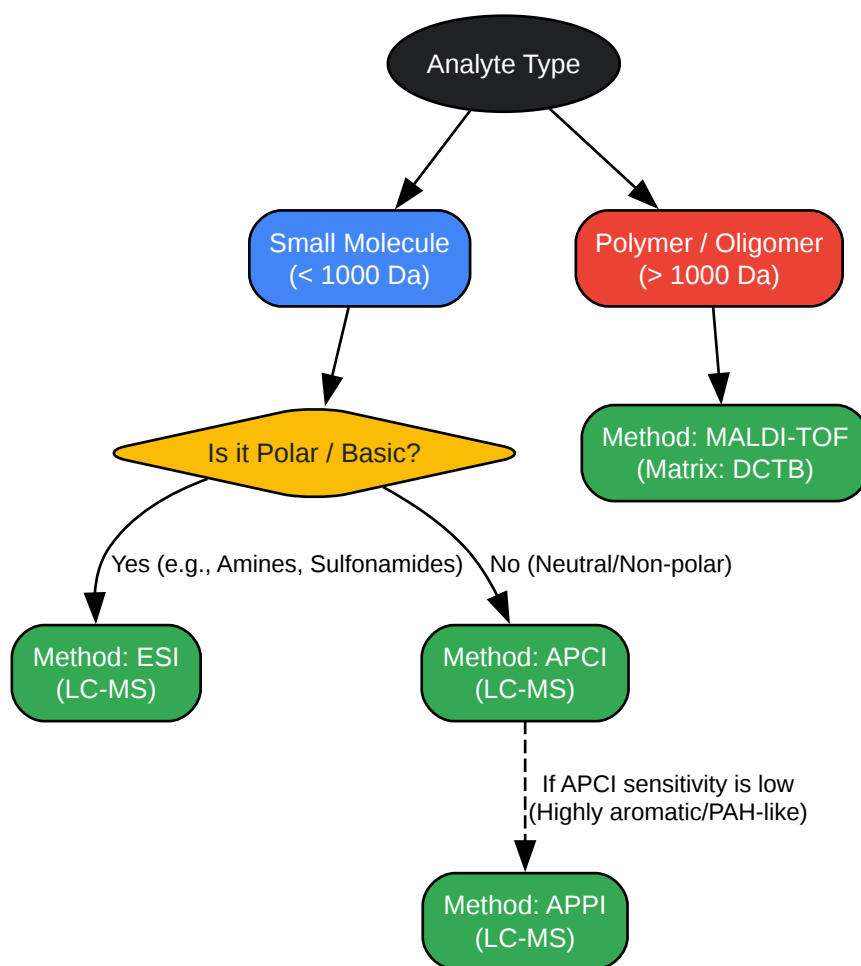 Analyte Type
Small Molecule
(< 1000 Da)
Polymer / Oligomer
(> 1000 Da)
Is it Polar / Basic?
Method: MALDI-TOF
(Matrix: DCTB)
Yes (e.g., Amines, Sulfonamides)
No (Neutral/Non-polar)
Method: ESI
(LC-MS)
Method: APCI
(LC-MS)
If APCI sensitivity is low
(Highly aromatic/PAH-like)
Method: APPI
(LC-MS)